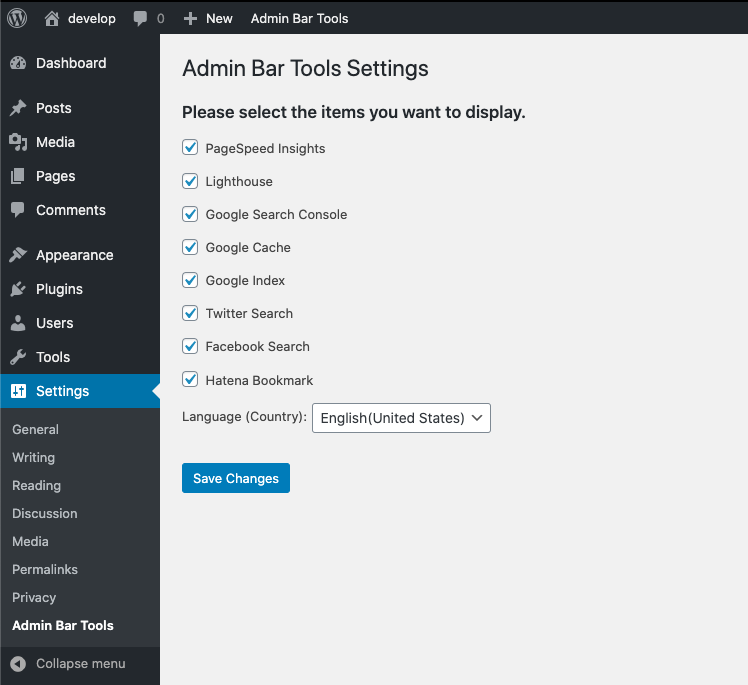 develop 0 New Admin Bar Tools
Dashboard
Posts
Media
Pages
Comments
Appearance
Plugins
Users
Tools
Settings
General
Writing
Reading
Discussion
Media
Permalinks
Privacy
Admin Bar Tools
Collapse menu
Admin Bar Tools Settings
Please select the items you want to display.
PageSpeed Insights
Lighthouse
Google Search Console
Google Cache
Google Index
Twitter Search
Facebook Search
Hatena Bookmark
Language (Country): English(United States)
Save Changes